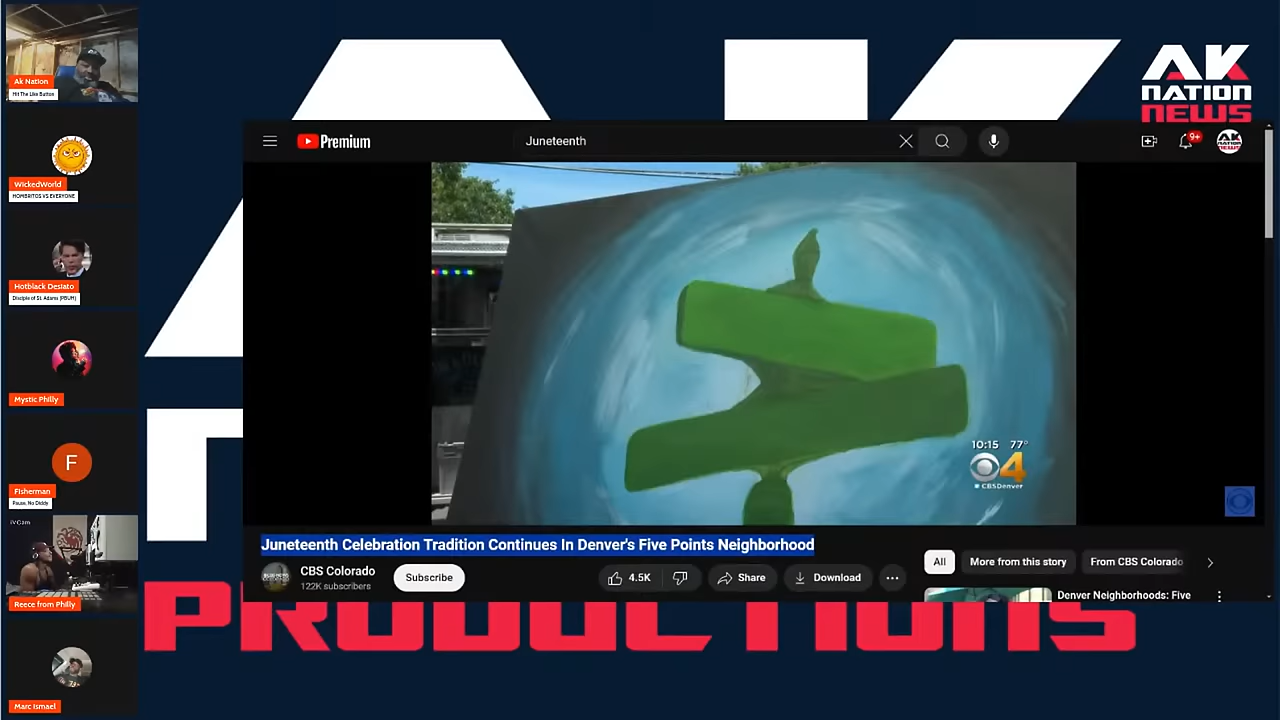 Ak Nation
Hit The Like Button
WickedWorld
HOMBRITOS VS EVERYONE
Hotblack Desiato
Disciple of St. Adams (PBUH)
Mystic Philly
F
Fisherman
Pause, No Diddy
iVCam
Reece from Philly
Marc Ismael
AK
NATION
NEWS
Premium
Juneteenth
9+
10:15 77°
4
CBSDenver
Juneteenth Celebration Tradition Continues In Denver's Five Points Neighborhood
CBS Colorado
122K subscribers
Subscribe
4.5K
Share
Download
All
More from this story
From CBS Colorado
Denver Neighborhoods: Five
PRODUCTIONS